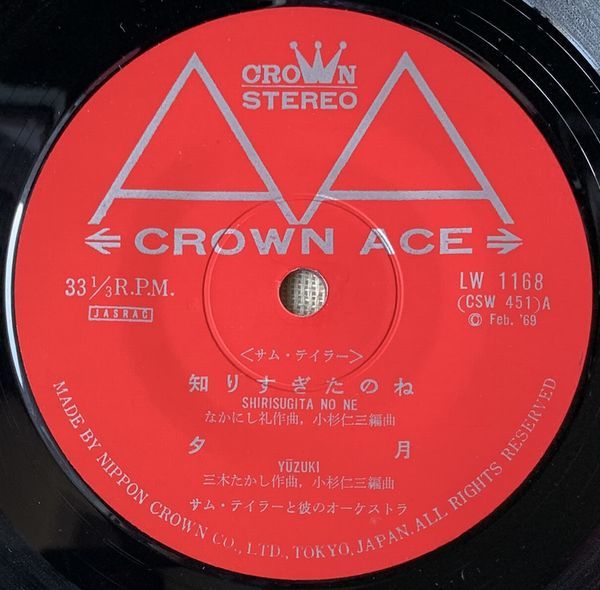 CROWN
STEREO
CROWN ACE
33 1/3 R.P.M.
JASRAC
LW 1168
(CSW 451)A
© Feb. '69
<サム・テイラー>
知りすぎたのね
SHIRISUGITA NO NE
なかにし礼作曲, 小杉仁三編曲
夕月
YŪZUKI
三木たかし作曲, 小杉仁三編曲
サム・テイラーと彼のオーケストラ
MADE BY NIPPON CROWN CO., LTD., TOKYO, JAPAN. ALL RIGHTS RESERVED